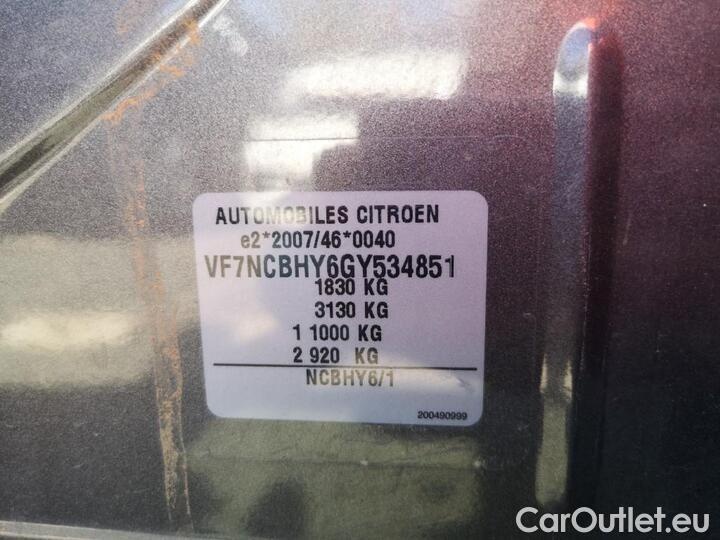 AUTOMOBILES CITROEN
e2*2007/46*0040
VF7NCBHY6GY534851
1830 KG
3130 KG
1 1000 KG
2 920 KG
NCBHY6/1
200490999
CarOutlet.eu